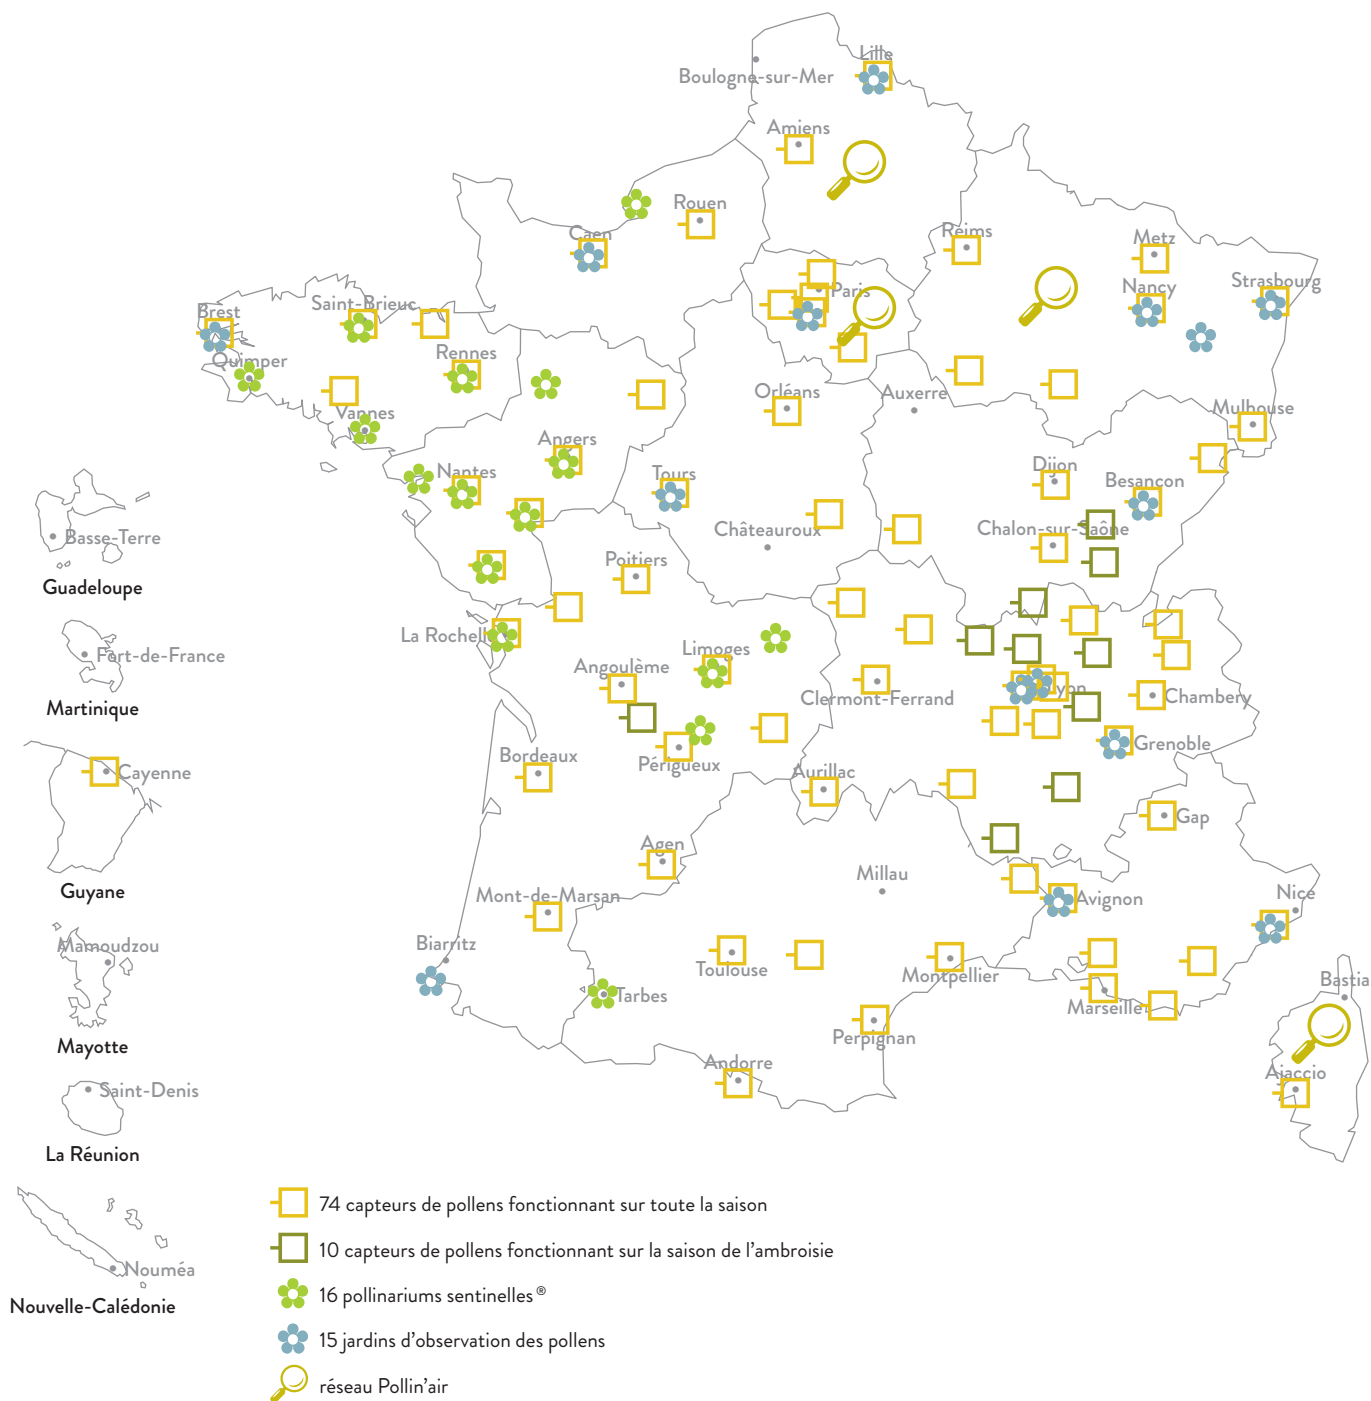 Lille
Boulogne-sur-Mer
Amiens
Rouen
Caen
Reims
Metz
Strasbourg
Nancy
Paris
Brest
Saint-Brieuc
Rennes
Quimper
Vannes
Orléans
Auxerre
Mulhouse
Angers
Nantes
Tours
Dijon
Besançon
Châteauroux
Chalon-sur-Saône
Basse-Terre
Guadeloupe
Poitiers
La Rochell
Limoges
Angoulême
Clermont-Ferrand
yon
Chambery
Fort-de-France
Martinique
Grenoble
Bordeaux
Périgueux
Aurillac
Cayenne
Gap
Guyane
Agen
Millau
Mont-de-Marsan
Avignon
Nice
Mamoudzou
Biarritz
Toulouse
Montpellier
Tarbes
Marseille
Bastia
Perpignan
Mayotte
Andorre
Ajaccio
Saint-Denis
La Réunion
Nouméa
Nouvelle-Calédonie
74 capteurs de pollens fonctionnant sur toute la saison
10 capteurs de pollens fonctionnant sur la saison de l’ambroisie
16 pollinariums sentinelles®
15 jardins d’observation des pollens
réseau Pollin’air